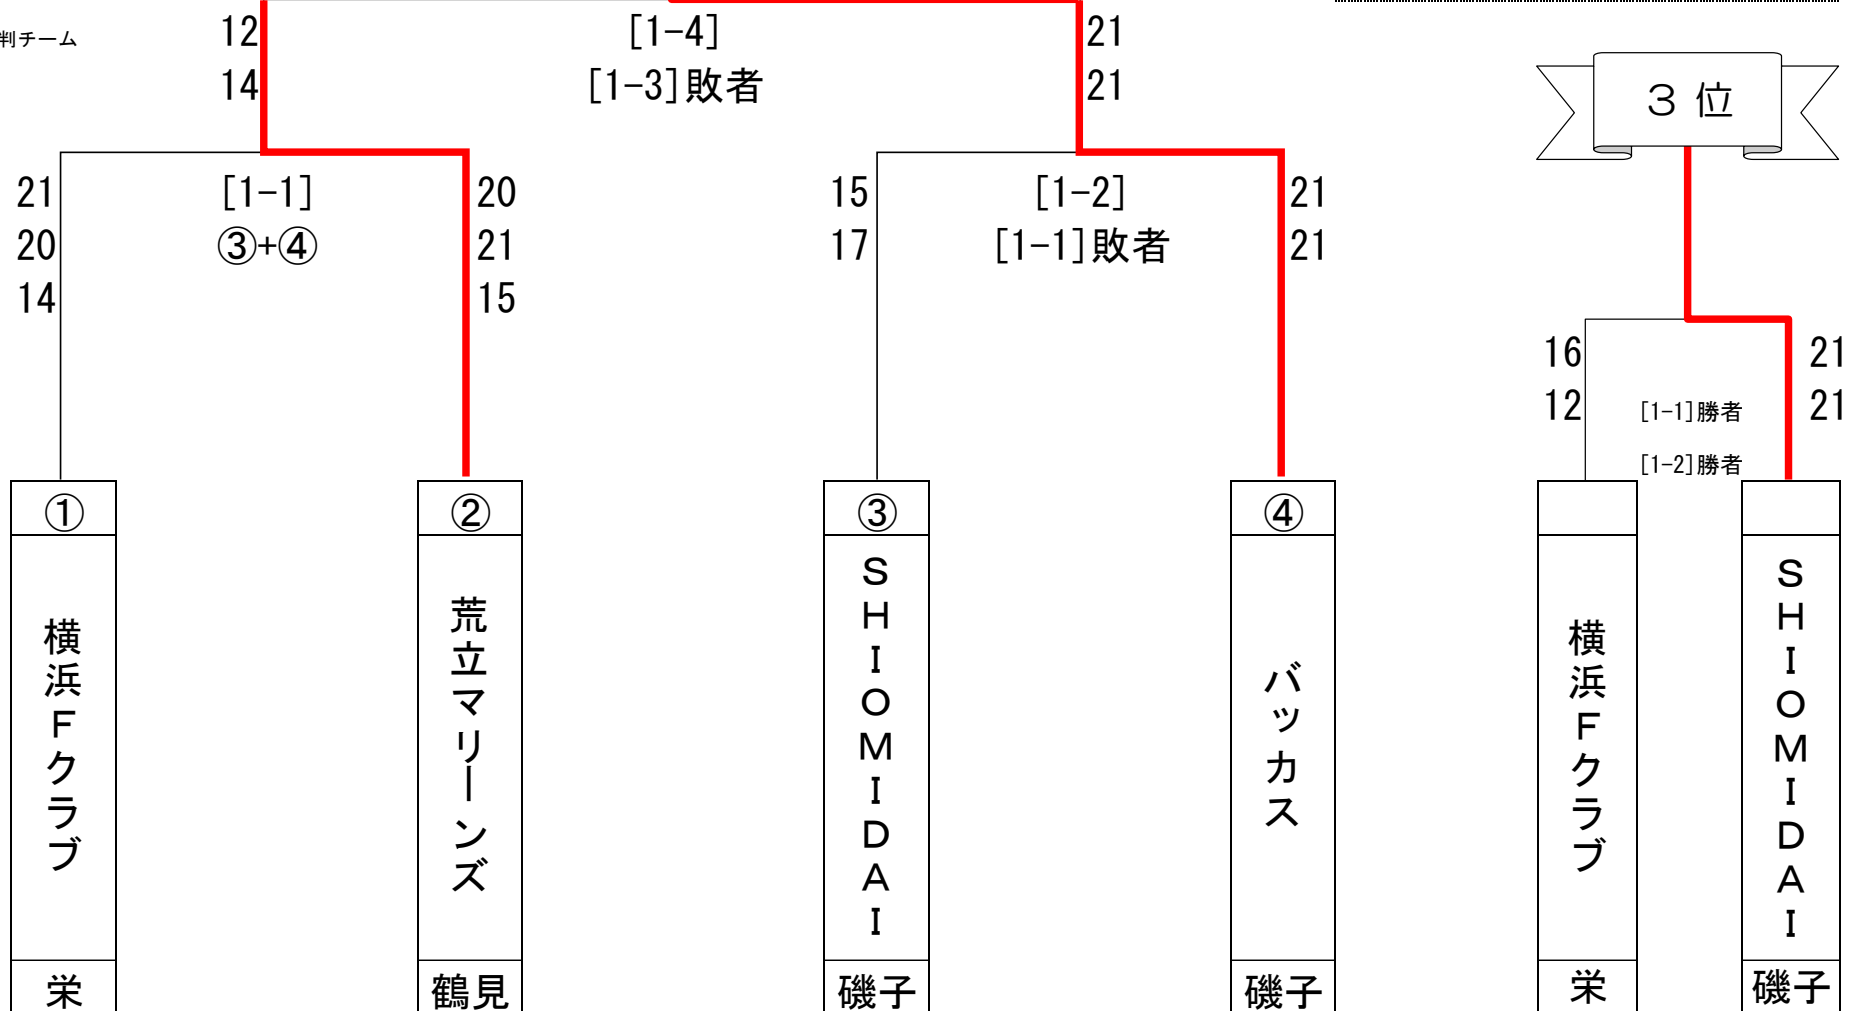 判チーム
12 [1-4] 21
14 [1-3]敗者 21
3 位
21 [1-1] 20
20 ③+④ 21
14 15
15 [1-2] 21
17 [1-1]敗者 21
16 21
12 [1-1]勝者 21
[1-2]勝者
①
横浜Fクラブ
栄
②
荒立マリーンズ
鶴見
③
SHIOMIDAI
磯子
④
バッカス
磯子
横浜Fクラブ
栄
SHIOMIDAI
磯子